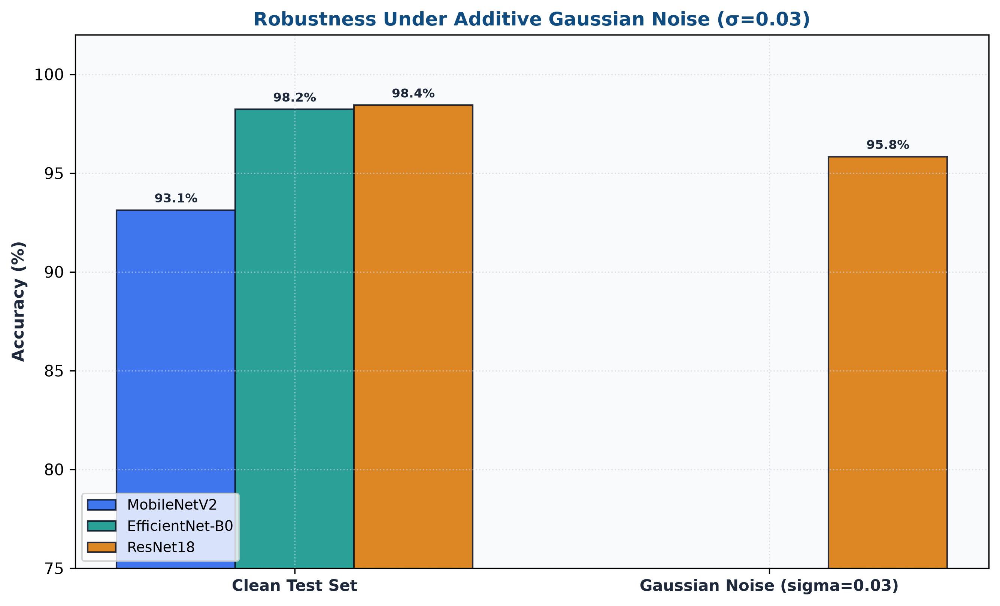 Robustness Under Additive Gaussian Noise (σ=0.03)
Accuracy (%)
100
95
90
85
80
75
93.1%
98.2%
98.4%
95.8%
MobileNetV2
EfficientNet-B0
ResNet18
Clean Test Set
Gaussian Noise (sigma=0.03)